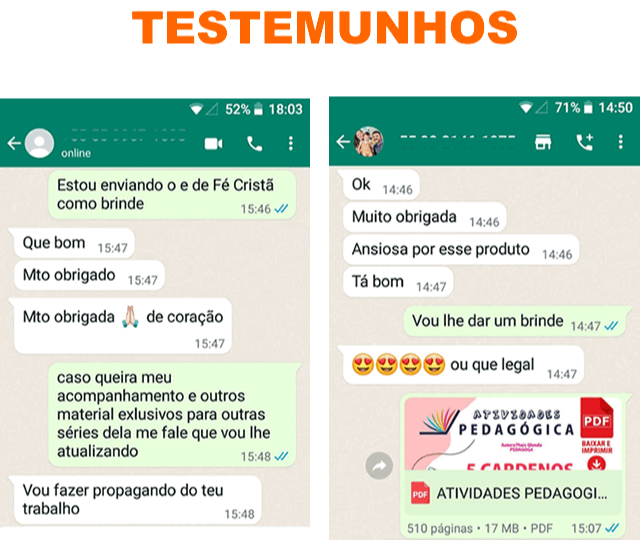 TESTEMUNHOS
52% 18:03
online
Estou enviando o e de Fé Cristã
como brinde
15:46
Que bom 15:47
Mto obrigado 15:47
Mto obrigada 🙏 de coração
15:47
caso queira meu
acompanhamento e outros
material exlusivos para outras
séries dela me fale que vou lhe
atualizando
15:48
Vou fazer propagando do teu
trabalho
15:48
71% 14:50
Ok 14:46
Muito obrigada 14:46
Ansiosa por esse produto 14:46
Tá bom 14:47
Vou lhe dar um brinde 14:47
😍😍😍😍 ou que legal 14:47
ATIVIDADES
PEDAGÓGICA
PEDAGOGA
PDF
BAIXAR E
IMPRIMIR
5 CARDENOS
PDF ATIVIDADES PEDAGOGI...
510 páginas • 17 MB • PDF 15:07